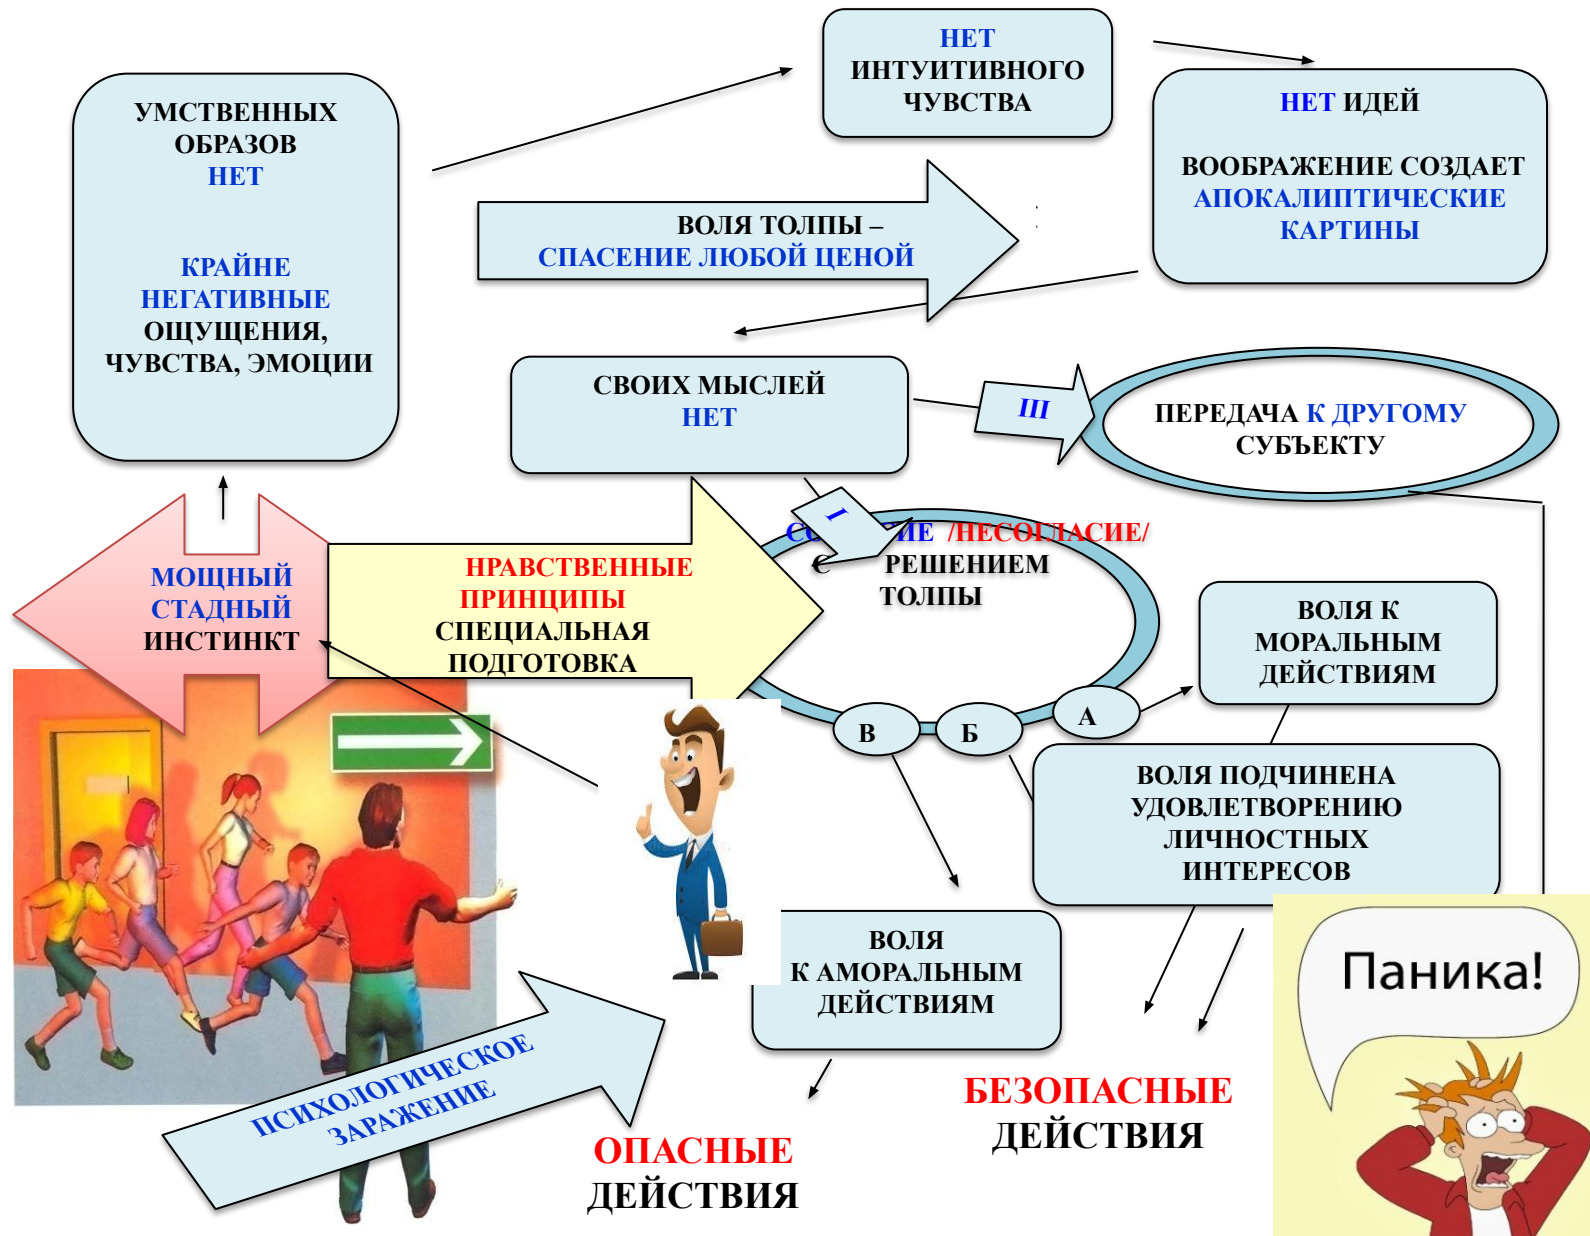 НЕТ
ИНТУИТИВНОГО
ЧУВСТВА
УМСТВЕННЫХ
ОБРАЗОВ
НЕТ
КРАЙНЕ
НЕГАТИВНЫЕ
ОЩУЩЕНИЯ,
ЧУВСТВА, ЭМОЦИИ
НЕТ ИДЕЙ
ВООБРАЖЕНИЕ СОЗДАЕТ
АПОКАЛИПТИЧЕСКИЕ
КАРТИНЫ
ВОЛЯ ТОЛПЫ –
СПАСЕНИЕ ЛЮБОЙ ЦЕНОЙ
СВОИХ МЫСЛЕЙ
НЕТ
III
ПЕРЕДАЧА К ДРУГОМУ
СУБЪЕКТУ
I
/НЕСОГЛАСИЕ/
С РЕШЕНИЕМ
ТОЛПЫ
МОЩНЫЙ
СТАДНЫЙ
ИНСТИНКТ
НРАВСТВЕННЫЕ
ПРИНЦИПЫ
СПЕЦИАЛЬНАЯ
ПОДГОТОВКА
ВОЛЯ К
МОРАЛЬНЫМ
ДЕЙСТВИЯМ
В
Б
А
ВОЛЯ ПОДЧИНЕНА
УДОВЛЕТВОРЕНИЮ
ЛИЧНОСТНЫХ
ИНТЕРЕСОВ
ВОЛЯ
К АМОРАЛЬНЫМ
ДЕЙСТВИЯМ
Паника!
ПСИХОЛОГИЧЕСКОЕ
ЗАРАЖЕНИЕ
БЕЗОПАСНЫЕ
ДЕЙСТВИЯ
ОПАСНЫЕ
ДЕЙСТВИЯ